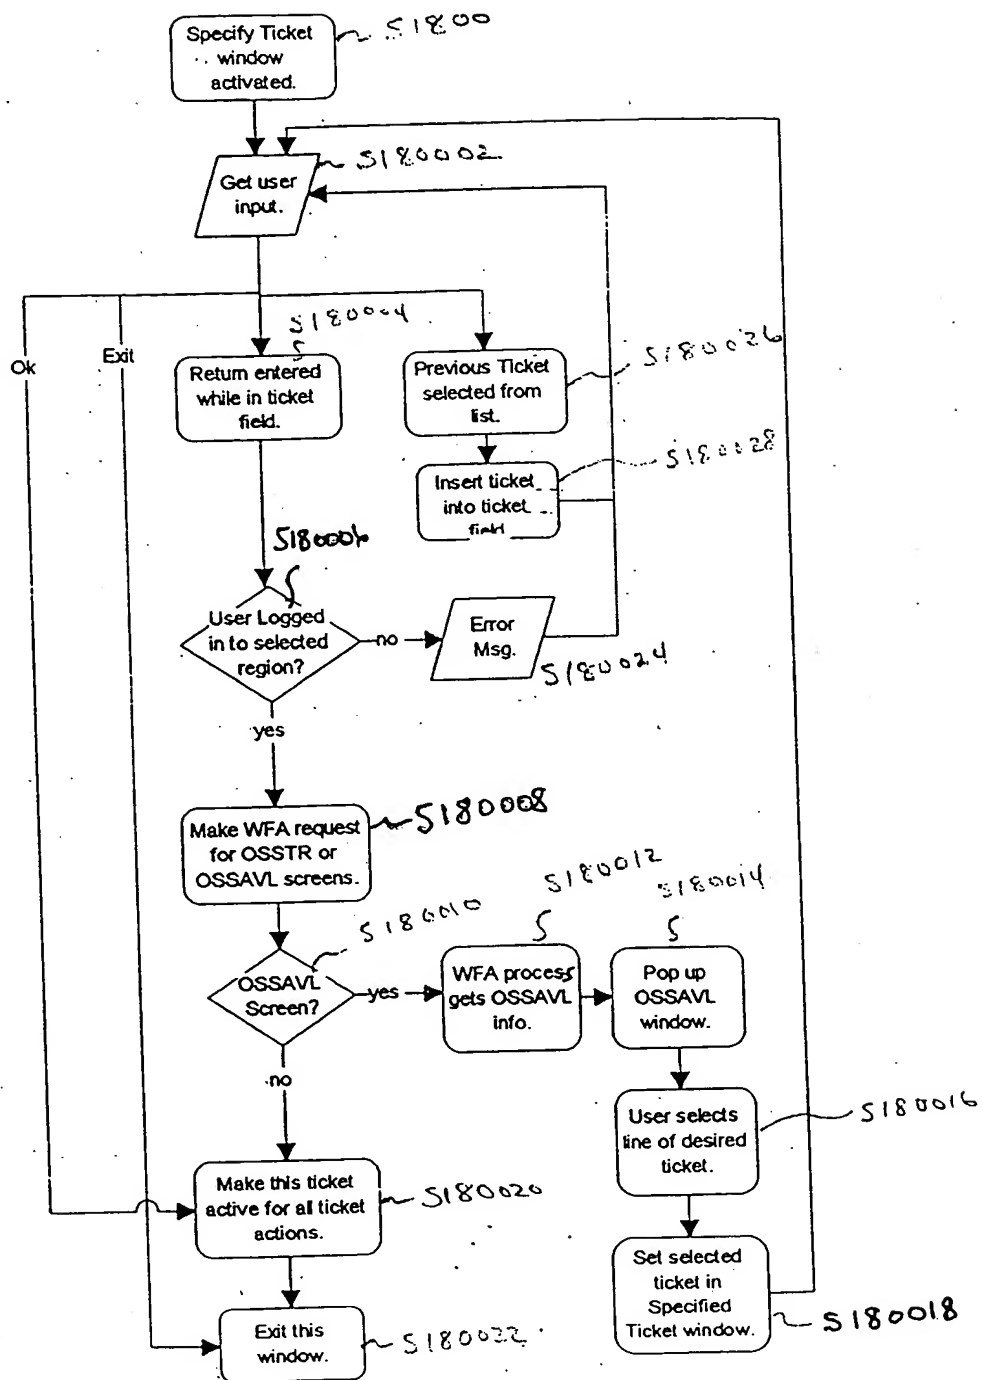 Specify Ticket
window
activated.
S1800
Get user
input.
S180002
Ok
Exit
S180004
Return entered
while in ticket
field.
Previous Ticket
selected from
list.
S180026
Insert ticket
into ticket
field
S180028
S180006
User Logged
in to selected
region?
no
Error
Msg.
S180024
yes
Make WFA request
for OSSTR or
OSSAVL screens.
S180008
OSSAVL
Screen?
S180010
yes
WFA process
gets OSSAVL
info.
S180012
Pop up
OSSAVL
window.
S180014
no
User selects
line of desired
ticket.
S180016
Make this ticket
active for all ticket
actions.
S180020
Set selected
ticket in
Specified
Ticket window.
S180018
Exit this
window.
S180022